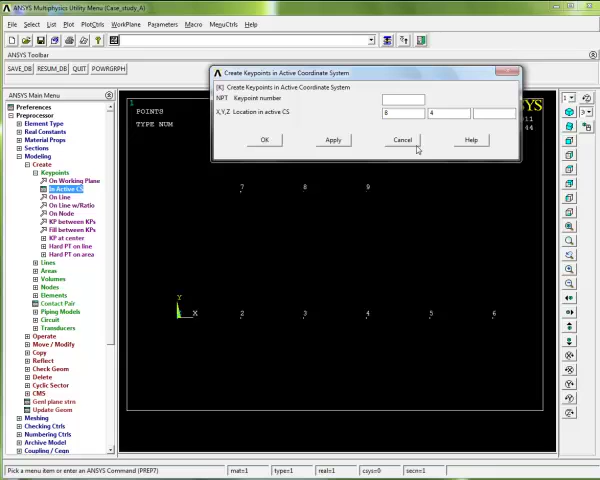 ANSYS Multiphysics Utility Menu (Case_study_A)
File Select List Plot PlotCtrls WorkPlane Parameters Macro MenuCtrls Help
ANSYS Toolbar
SAVE_DB RESUM_DB QUIT POWRGRPH
ANSYS Main Menu
Preferences
Preprocessor
Element Type
Real Constants
Material Props
Sections
Modeling
Create
Keypoints
On Working Plane
In Active CS
On Line
On Line w/Ratio
On Node
KP between KPs
Fill between KPs
KP at center
Hard PT on line
Hard PT on area
Lines
Areas
Volumes
Nodes
Elements
Contact Pair
Piping Models
Circuit
Transducers
Operate
Move / Modify
Copy
Reflect
Check Geom
Delete
Cyclic Sector
CMS
Genl plane strn
Update Geom
Meshing
Checking Ctrls
Numbering Ctrls
Archive Model
Coupling / Ceqn
1
POINTS
TYPE NUM
YS
011
44
Create Keypoints in Active Coordinate System
[K] Create Keypoints in Active Coordinate System
NPT Keypoint number
X,Y,Z Location in active CS 8 4
OK Apply Cancel Help
7 8 9
Y
X 2 3 4 5 6
1
3
Pick a menu item or enter an ANSYS Command (PREP7) mat=1 type=1 real=1 csys=0 secn=1